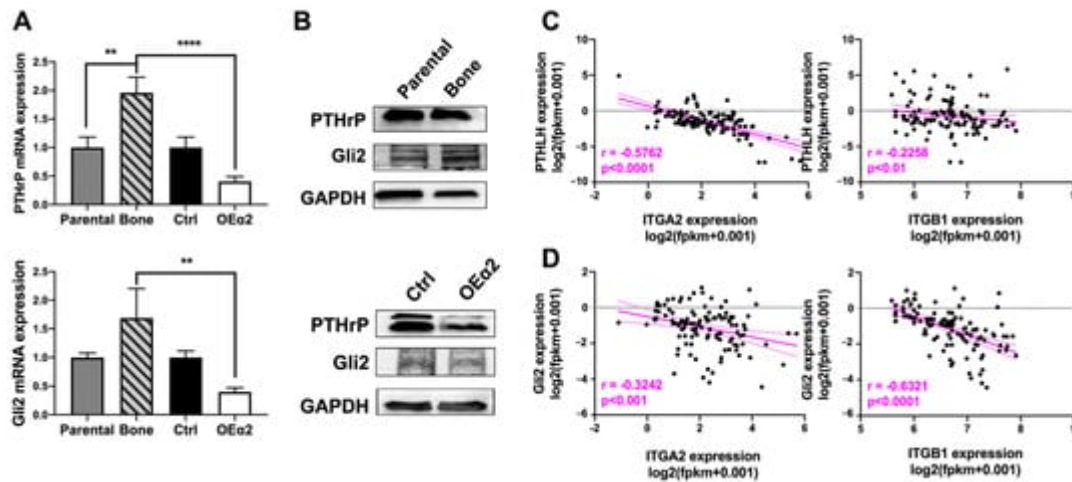 A
PTHrP mRNA expression
2.5
2.0
1.5
1.0
0.5
0.0
**
****
Parental Bone Ctrl OEα2
Gli2 mRNA expression
2.5
2.0
1.5
1.0
0.5
0.0
**
Parental Bone Ctrl OEα2
B
Parental Bone
PTHrP
Gli2
GAPDH
Ctrl OEα2
PTHrP
Gli2
GAPDH
C
PTHLH expression
log2(fpkm+0.001)
10
5
0
-5
-10
r = -0.5762
p<0.0001
-2 0 2 4 6
ITGA2 expression
log2(fpkm+0.001)
PTHLH expression
log2(fpkm+0.001)
10
5
0
-5
-10
r = -0.2258
p<0.01
5 6 7 8 9
ITGB1 expression
log2(fpkm+0.001)
D
Gli2 expression
log2(fpkm+0.001)
2
0
-2
-4
-6
r = -0.3242
p<0.001
-2 0 2 4 6
ITGA2 expression
log2(fpkm+0.001)
Gli2 expression
log2(fpkm+0.001)
2
0
-2
-4
-6
r = -0.6321
p<0.0001
5 6 7 8 9
ITGB1 expression
log2(fpkm+0.001)